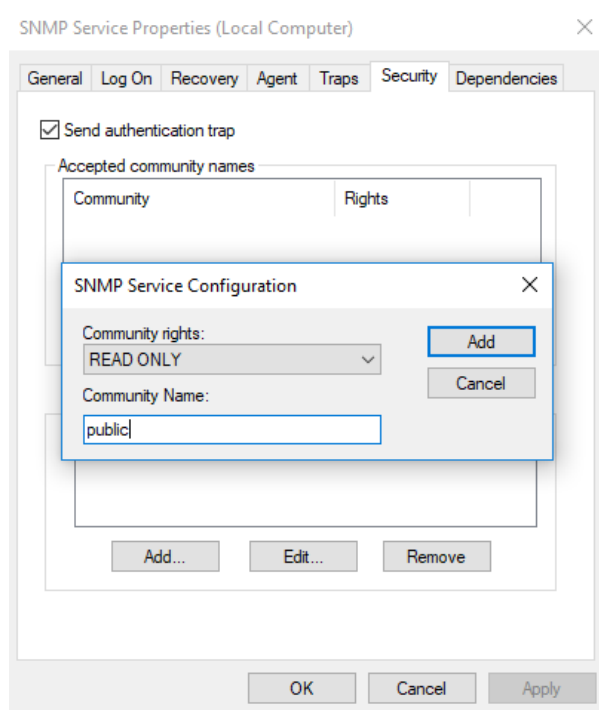 SNMP Service Properties (Local Computer)
General Log On Recovery Agent Traps Security Dependencies
Send authentication trap
Accepted community names
Community Rights
SNMP Service Configuration
Community rights:
READ ONLY
Add
Community Name:
Cancel
public
Add... Edit... Remove
OK Cancel Apply